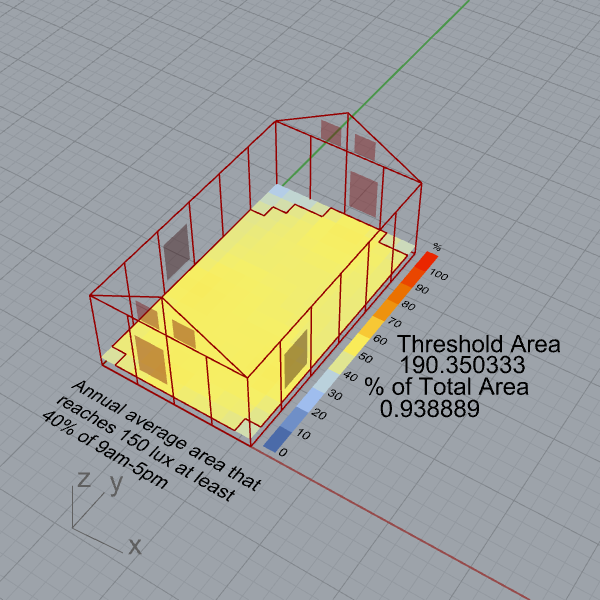 %
100
90
80
70
60
50
40
30
20
10
0
Threshold Area
190.350333
% of Total Area
0.938889
Annual average area that
reaches 150 lux at least
40% of 9am-5pm
z
y
x